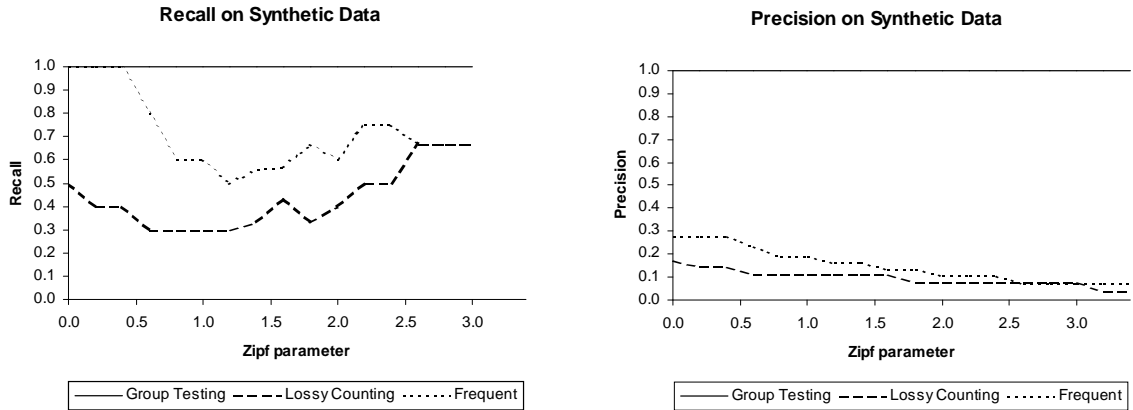 Recall on Synthetic Data
1.0
0.9
0.8
0.7
0.6
0.5
0.4
0.3
0.2
0.1
0.0
Recall
0.0 0.5 1.0 1.5 2.0 2.5 3.0
Zipf parameter
Group Testing Lossy Counting Frequent
Precision on Synthetic Data
1.0
0.9
0.8
0.7
0.6
0.5
0.4
0.3
0.2
0.1
0.0
Precision
0.0 0.5 1.0 1.5 2.0 2.5 3.0
Zipf parameter
Group Testing Lossy Counting Frequent